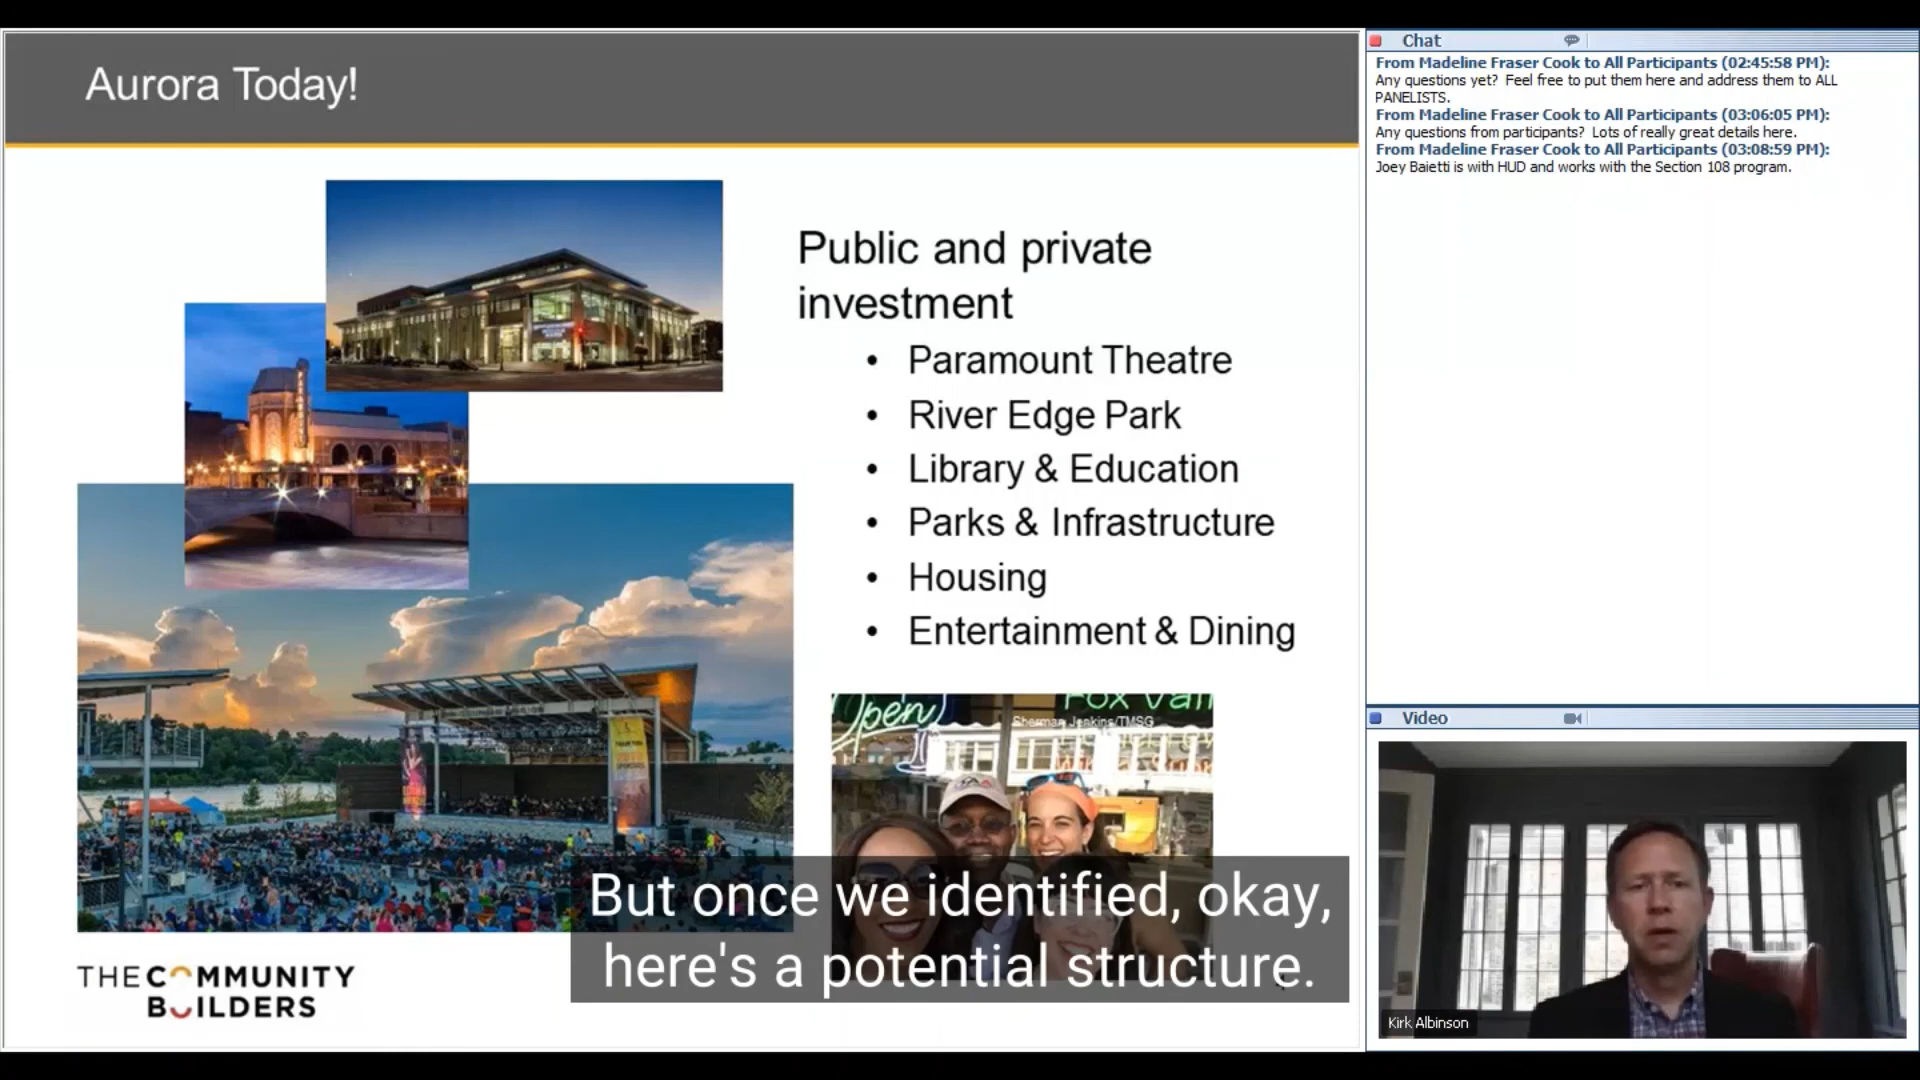 Aurora Today!
Public and private
investment
• Paramount Theatre
• River Edge Park
• Library & Education
• Parks & Infrastructure
• Housing
• Entertainment & Dining
PARAMOUNT
Open
Fox Vall
Sherman Jenkins/TMSG
But once we identified, okay,
here's a potential structure.
THE COMMUNITY
BUILDERS
Chat
From Madeline Fraser Cook to All Participants (02:45:58 PM):
Any questions yet? Feel free to put them here and address them to ALL
PANELISTS.
From Madeline Fraser Cook to All Participants (03:06:05 PM):
Any questions from participants? Lots of really great details here.
From Madeline Fraser Cook to All Participants (03:08:59 PM):
Joey Baietti is with HUD and works with the Section 108 program.
Video
Kirk Albinson